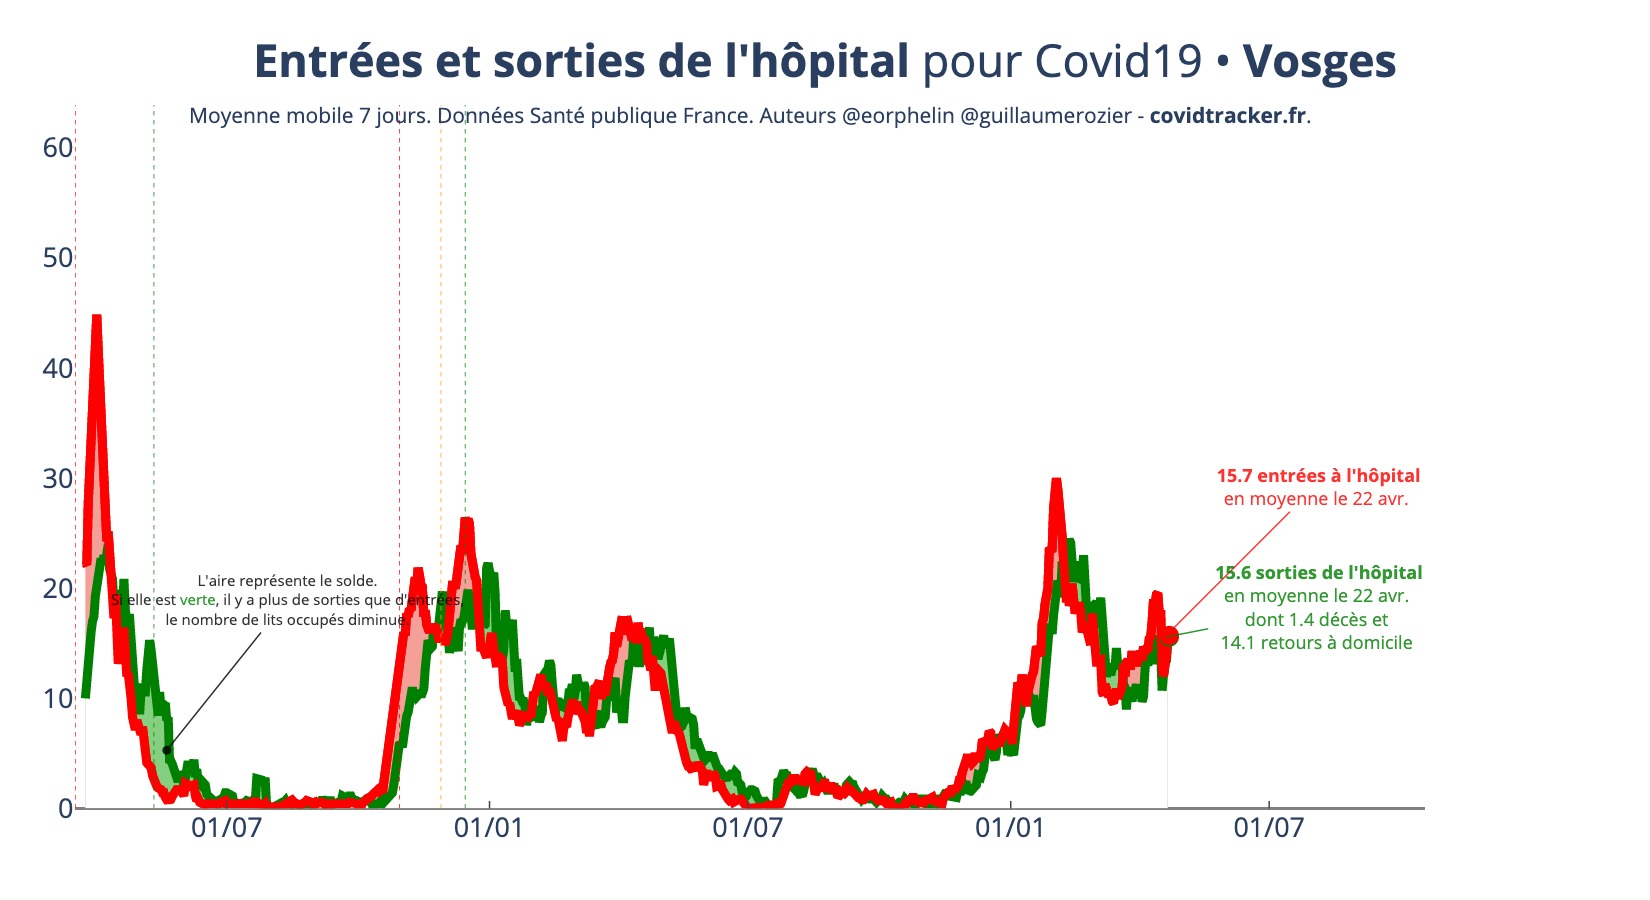 Entrées et sorties de l'hôpital pour Covid19 • Vosges
Moyenne mobile 7 jours. Données Santé publique France. Auteurs @eorphelin @guillaumerozier - covidtracker.fr.
60
50
40
30
20
10
0
L'aire représente le solde.
Si elle est verte, il y a plus de sorties que d'entrées,
le nombre de lits occupés diminue.
15.7 entrées à l'hôpital
en moyenne le 22 avr.
15.6 sorties de l'hôpital
en moyenne le 22 avr.
dont 1.4 décès et
14.1 retours à domicile
01/07
01/01
01/07
01/01
01/07